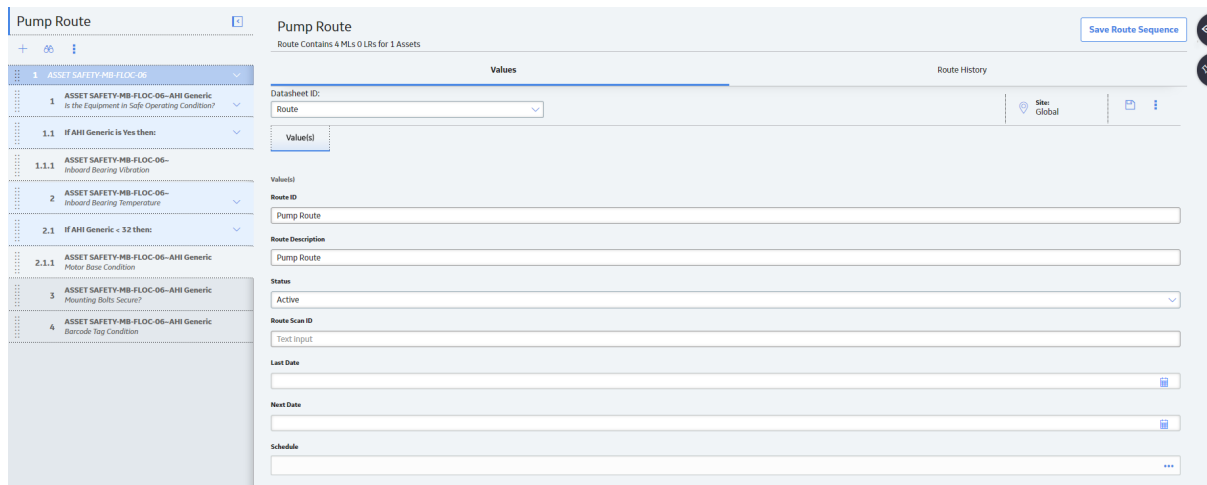 Pump Route
1 ASSET SAFETY-MB-FLOC-06
1 ASSET SAFETY-MB-FLOC-06~AHI Generic
Is the Equipment in Safe Operating Condition?
1.1 If AHI Generic is Yes then:
1.1.1 ASSET SAFETY-MB-FLOC-06~
Inboard Bearing Vibration
2 ASSET SAFETY-MB-FLOC-06~
Inboard Bearing Temperature
2.1 If AHI Generic < 32 then:
2.1.1 ASSET SAFETY-MB-FLOC-06~AHI Generic
Motor Base Condition
3 ASSET SAFETY-MB-FLOC-06~AHI Generic
Mounting Bolts Secure?
4 ASSET SAFETY-MB-FLOC-06~AHI Generic
Barcode Tag Condition
Pump Route
Route Contains 4 MLs 0 LRs for 1 Assets
Save Route Sequence
Values
Route History
Datasheet ID:
Route
Site:
Global
Value(s)
Value(s)
Route ID
Pump Route
Route Description
Pump Route
Status
Active
Route Scan ID
Text Input
Last Date
Next Date
Schedule